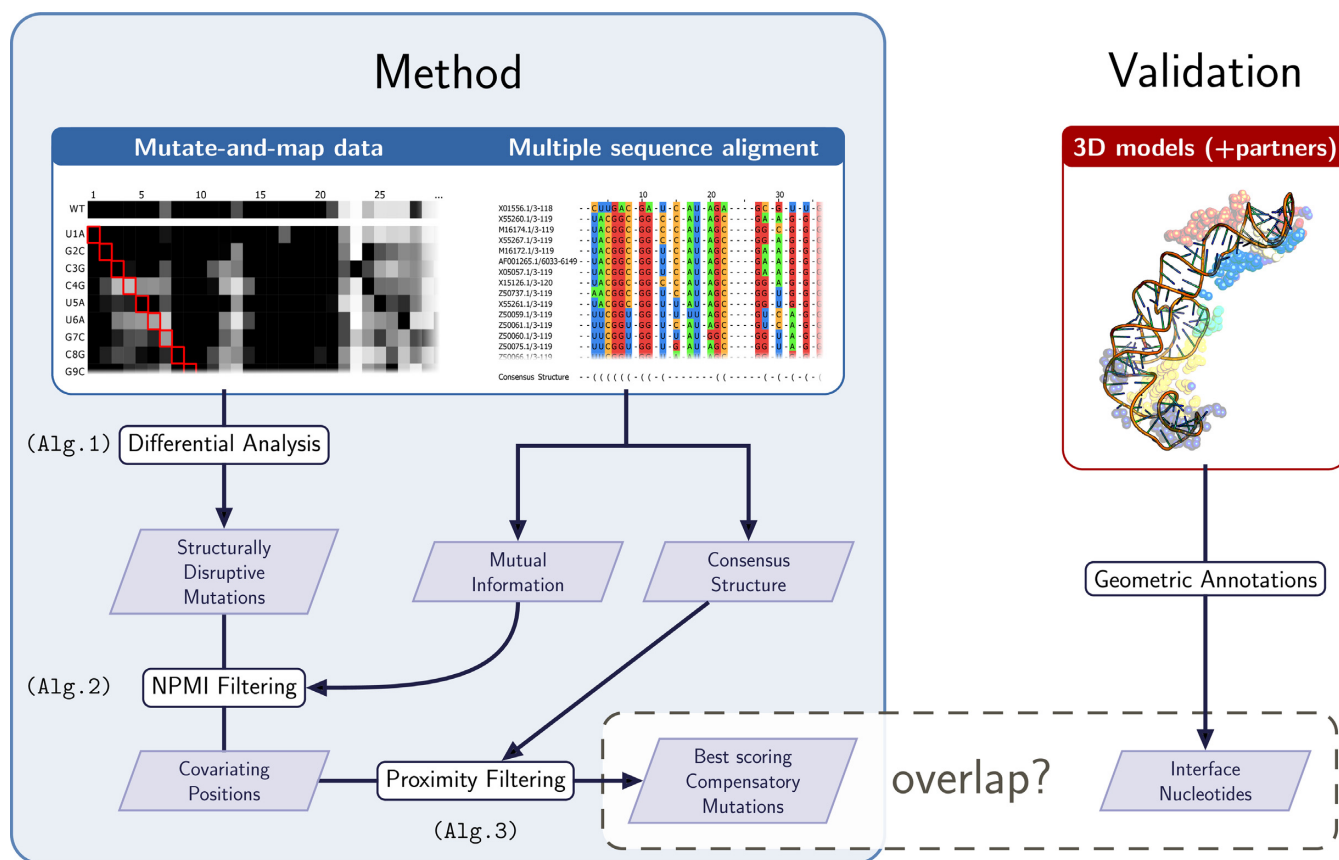 Method
Validation
Mutate-and-map data
Multiple sequence aligment
3D models (+partners)
1 5 10 15 20 25 ...
WT
U1A
G2C
C3G
C4G
U5A
U6A
G7C
C8G
G9C
10 20 30
X01556.1/3-118
X55260.1/3-119
M16174.1/3-119
X55267.1/3-119
M16172.1/3-119
AF001265.1/6033-6149
X05057.1/3-119
X15126.1/3-120
Z50737.1/3-119
X55261.1/3-119
Z50059.1/3-119
Z50061.1/3-119
Z50060.1/3-119
Z50075.1/3-119
Z50066.1/3-119
Consensus Structure
(Alg.1)
Differential Analysis
Structurally
Disruptive
Mutations
Mutual
Information
Consensus
Structure
Geometric Annotations
(Alg.2)
NPMI Filtering
Covariating
Positions
Proximity Filtering
(Alg.3)
Best scoring
Compensatory
Mutations
overlap?
Interface
Nucleotides